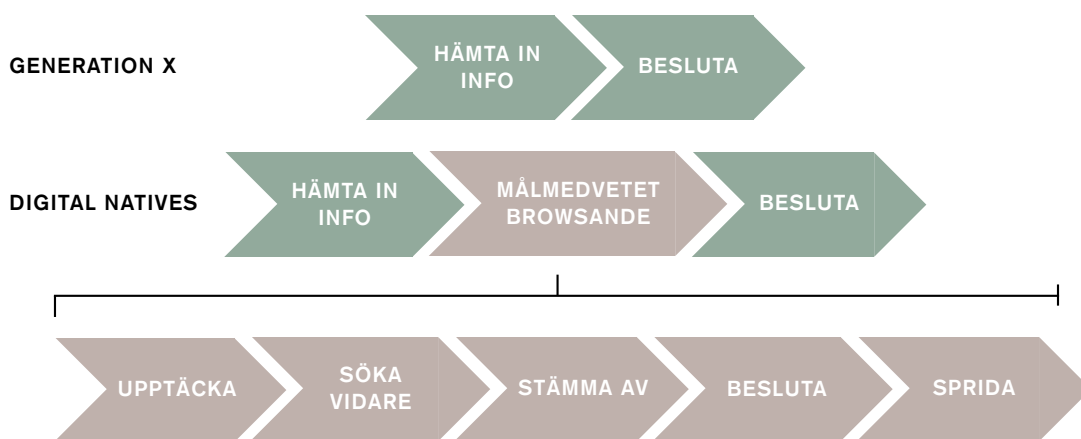 GENERATION X
HÄMTA IN
INFO
BESLUTA
DIGITAL NATIVES
HÄMTA IN
INFO
MÅLMEDVETET
BROWSANDE
BESLUTA
UPPTÄCKA
SÖKA
VIDARE
STÄMMA AV
BESLUTA
SPRIDA